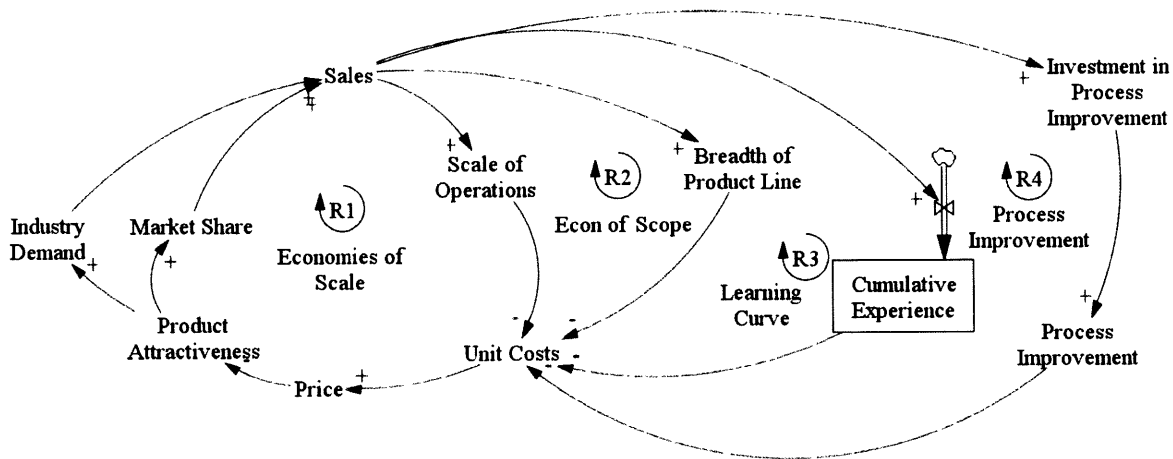 Sales
+
+
Investment in
Process
Improvement
+
+
Scale of
Operations
R2
+
Breadth of
Product Line
R4
Process
Improvement
R1
Econ of Scope
+
Industry
Demand
+
Market Share
+
Economies of
Scale
R3
Learning
Curve
Cumulative
Experience
+
Process
Improvement
Product
Attractiveness
-
Unit Costs
-
-
-
-
Price
+